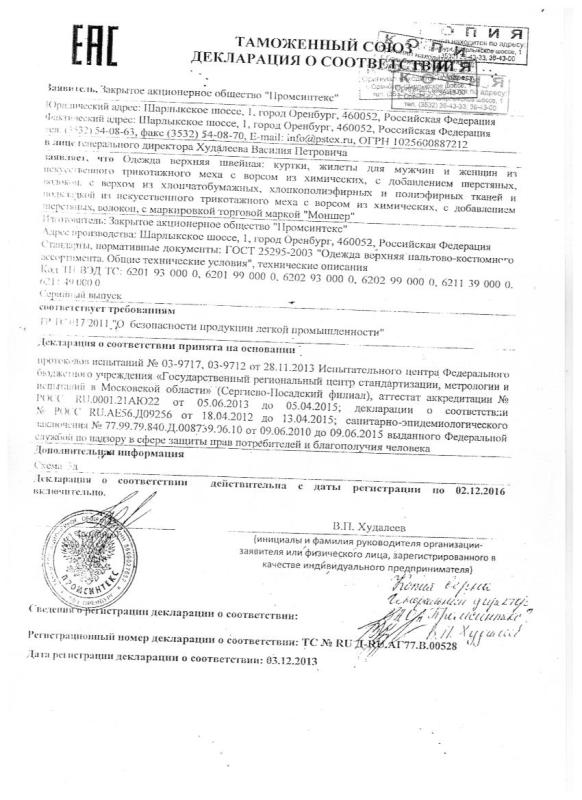 ЕАС
К О П И Я
ТАМОЖЕННЫЙ СОЮЗ
ДЕКЛАРАЦИЯ О СООТВЕТСТВИИ
Заявитель, Закрытое акционерное общество "Промсинтекс"
Юридический адрес: Шарлыкское шоссе, 1, город Оренбург, 460052, Российская Федерация
Фактический адрес: Шарлыкское шоссе, 1, город Оренбург, 460052, Российская Федерация
тел. (3532) 54-08-63, факс (3532) 54-08-70, E-mail: info@pstex.ru, ОГРН 1025600887212
в лице генерального директора Худалеева Василия Петровича
заявляет, что Одежда верхняя швейная: куртки, жилеты для мужчин и женщин из
искусственного трикотажного меха с ворсом из химических, с добавлением шерстяных,
волокон, с верхом из хлопчатобумажных, хлопкополиэфирных и полиэфирных тканей и
подкладкой из искусственного трикотажного меха с ворсом из химических, с добавлением
шерстяных, волокон, с маркировкой торговой маркой "Моншер"
Изготовитель: Закрытое акционерное общество "Промсинтекс"
Адрес производства: Шарлыкское шоссе, 1, город Оренбург, 460052, Российская Федерация
Стандарты, нормативные документы: ГОСТ 25295-2003 "Одежда верхняя пальтово-костюмного
ассортимента. Общие технические условия", технические описания
Код ТН ВЭД ТС: 6201 93 000 0, 6201 99 000 0, 6202 93 000 0, 6202 99 000 0, 6211 39 000 0,
49 000 0
Серийный выпуск
соответствует требованиям
ТР ТС 017 2011 "О безопасности продукции легкой промышленности"
Декларация о соответствии принята на основании
протоколов испытаний № 03-9717, 03-9712 от 28.11.2013 Испытательного центра Федерального
бюджетного учреждения «Государственный региональный центр стандартизации, метрологии и
испытаний в Московской области» (Сергиево-Посадский филиал), аттестат аккредитации №
РОСС RU.0001.21АЮ22 от 05.06.2013 до 05.04.2015; декларации о соответствии
№ РОСС RU.АЕ56.Д09256 от 18.04.2012 до 13.04.2015; санитарно-эпидемиологического
заключения № 77.99.79.840.Д.008739.06.10 от 09.06.2010 до 09.06.2015 выданного Федеральной
службой по надзору в сфере защиты прав потребителей и благополучия человека
Дополнительная информация
Схема 3д
Декларация о соответствии действительна с даты регистрации по 02.12.2016
включительно.
ПРОМСИНТЕКС
В.П. Худалеев
(инициалы и фамилия руководителя организации-
заявителя или физического лица, зарегистрированного в
качестве индивидуального предпринимателя)
Копия верна
Генеральный директор
"Промсинтекс"
В.П. Худалеев
Сведения о регистрации декларации о соответствии:
Регистрационный номер декларации о соответствии: ТС № RU Д-RU.АГ77.В.00528
Дата регистрации декларации о соответствии: 03.12.2013